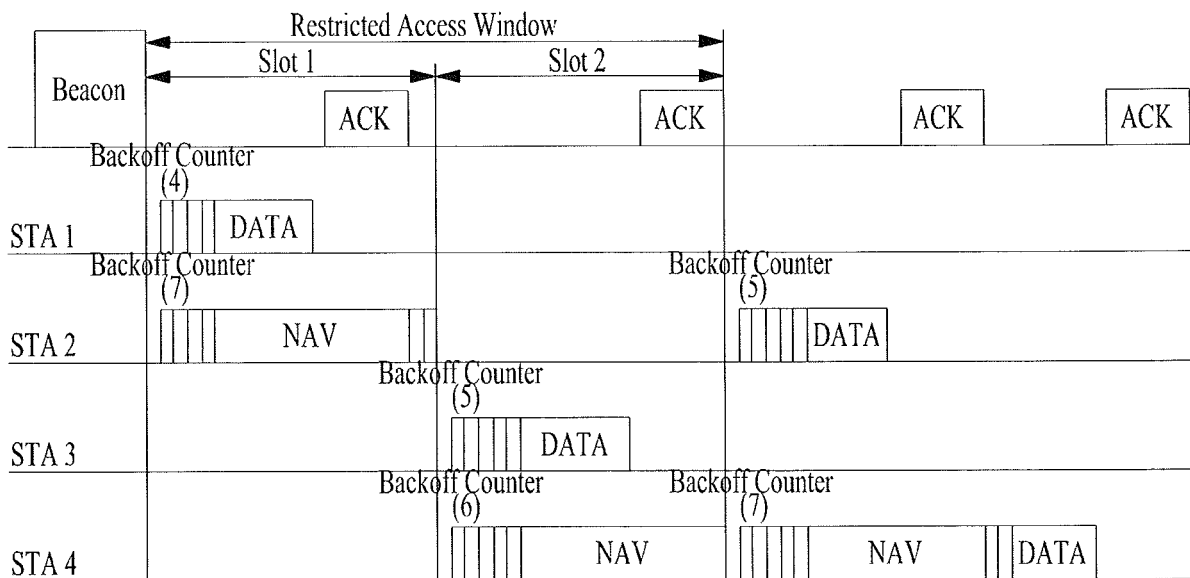 Restricted Access Window
Slot 1
Slot 2
Beacon
ACK
ACK
ACK
ACK
Backoff Counter
(4)
STA 1
DATA
Backoff Counter
(7)
Backoff Counter
(5)
STA 2
NAV
DATA
Backoff Counter
(5)
STA 3
DATA
Backoff Counter
(6)
Backoff Counter
(7)
STA 4
NAV
NAV
DATA